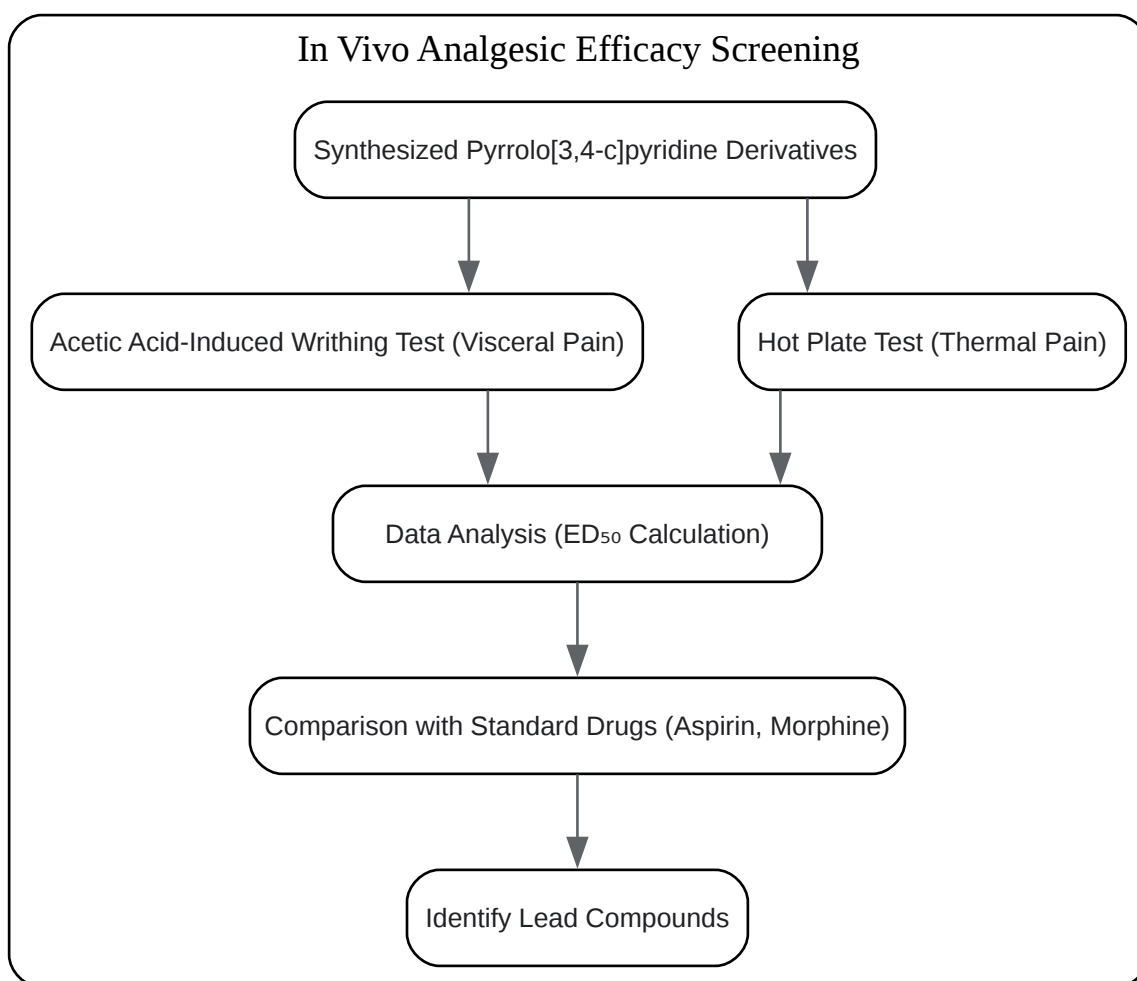 In Vivo Analgesic Efficacy Screening
Synthesized Pyrrolo[3,4-c]pyridine Derivatives
Acetic Acid-Induced Writhing Test (Visceral Pain)
Hot Plate Test (Thermal Pain)
Data Analysis (ED₅₀ Calculation)
Comparison with Standard Drugs (Aspirin, Morphine)
Identify Lead Compounds